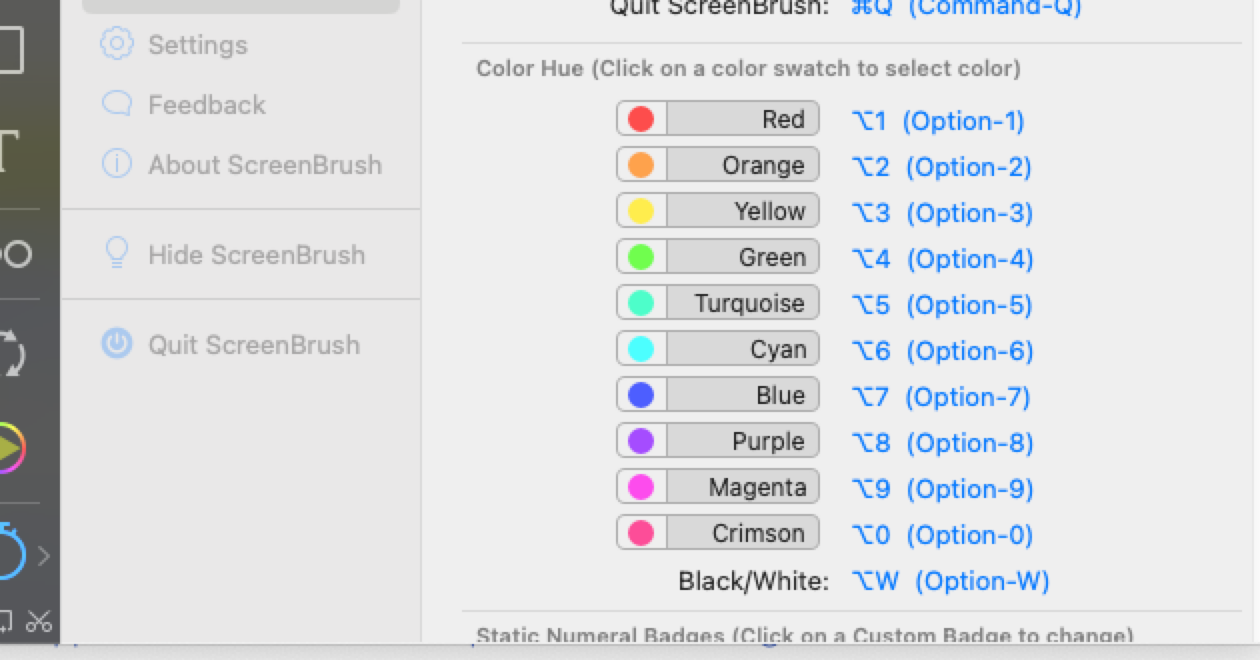 Quit ScreenBrush: ⌘Q (Command-Q)
Settings
Color Hue (Click on a color swatch to select color)
Feedback
Red ⌥1 (Option-1)
About ScreenBrush
Orange ⌥2 (Option-2)
Yellow ⌥3 (Option-3)
Hide ScreenBrush
Green ⌥4 (Option-4)
Turquoise ⌥5 (Option-5)
Quit ScreenBrush
Cyan ⌥6 (Option-6)
Blue ⌥7 (Option-7)
Purple ⌥8 (Option-8)
Magenta ⌥9 (Option-9)
Crimson ⌥0 (Option-0)
Black/White: ⌥W (Option-W)
Static Numeral Badges (Click on a Custom Badge to change)